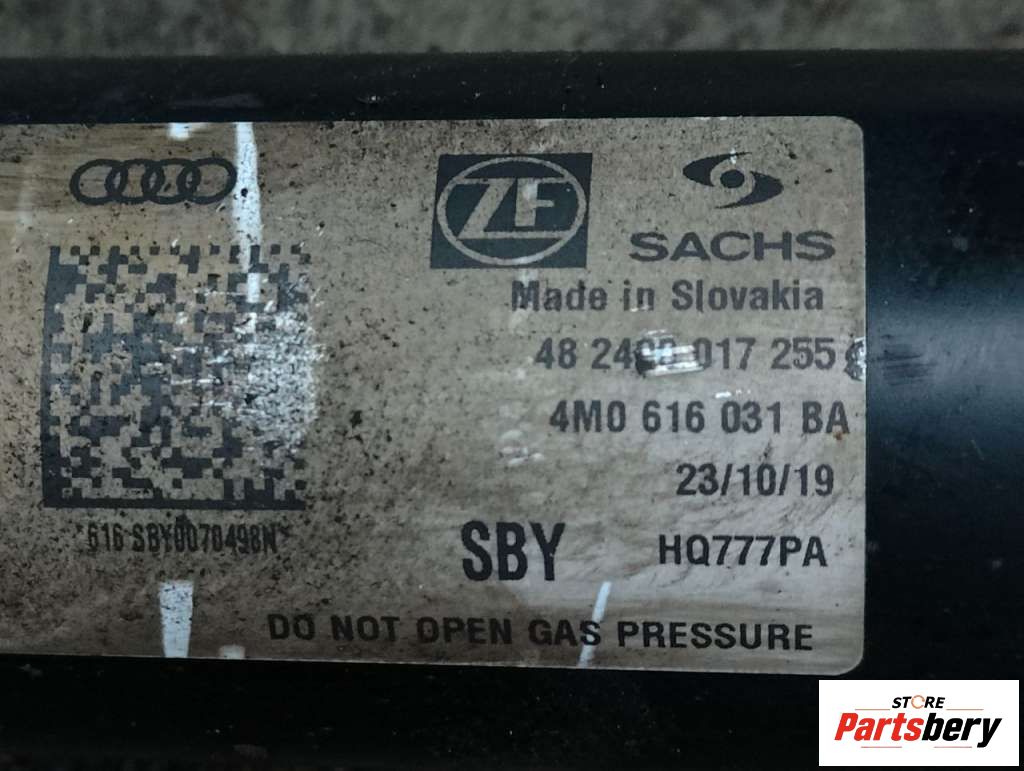 ZF
SACHS
Made in Slovakia
48 017 255
4M0 616 031 BA
23/10/19
*616 SBY0070498N*
SBY HQ777PA
DO NOT OPEN GAS PRESSURE
STORE
Partsbery